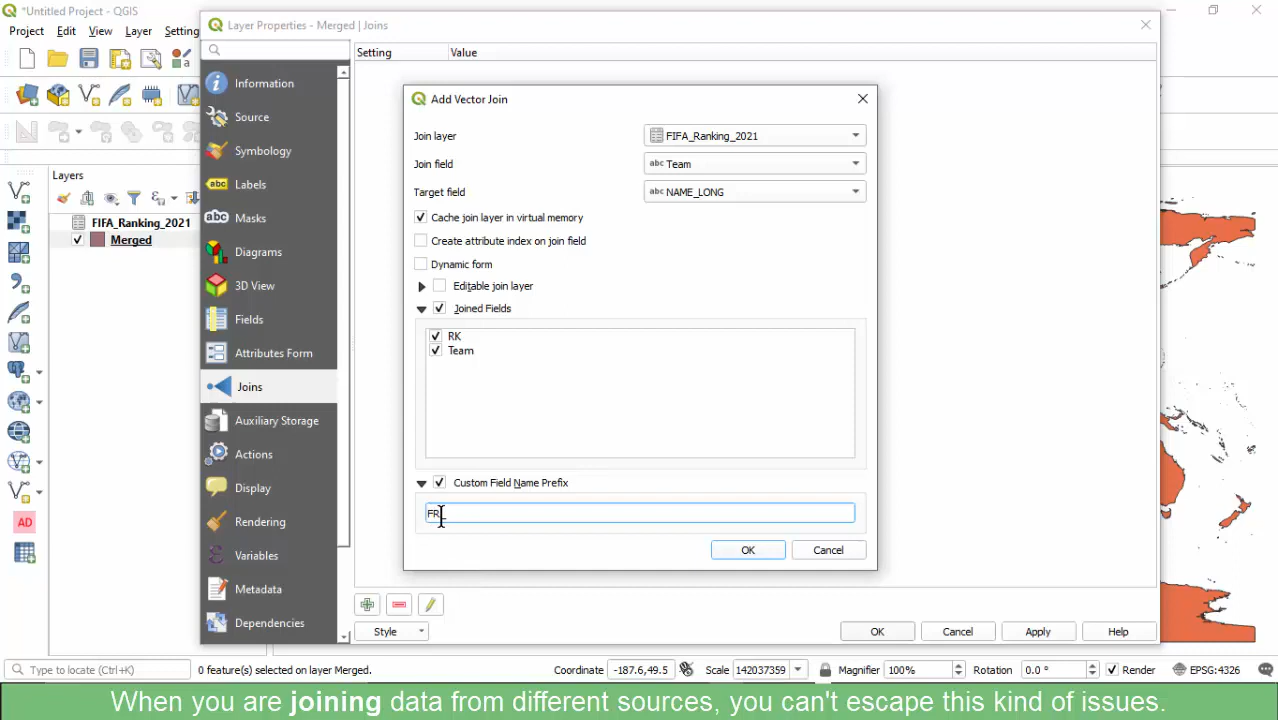 *Untitled Project - QGIS
Project Edit View Layer Setting
Layers
FIFA_Ranking_2021
Merged
Layer Properties - Merged | Joins
Information
Source
Symbology
Labels
Masks
Diagrams
3D View
Fields
Attributes Form
Joins
Auxiliary Storage
Actions
Display
Rendering
Variables
Metadata
Dependencies
Setting Value
Add Vector Join
Join layer FIFA_Ranking_2021
Join field abc Team
Target field abc NAME_LONG
Cache join layer in virtual memory
Create attribute index on join field
Dynamic form
Editable join layer
Joined Fields
RK
Team
Custom Field Name Prefix
FR
OK Cancel
Style OK Cancel Apply Help
Type to locate (Ctrl+K) 0 feature(s) selected on layer Merged. Coordinate -187.6,49.5 Scale 142037359 Magnifier 100% Rotation 0.0 ° Render EPSG:4326
When you are joining data from different sources, you can't escape this kind of issues.